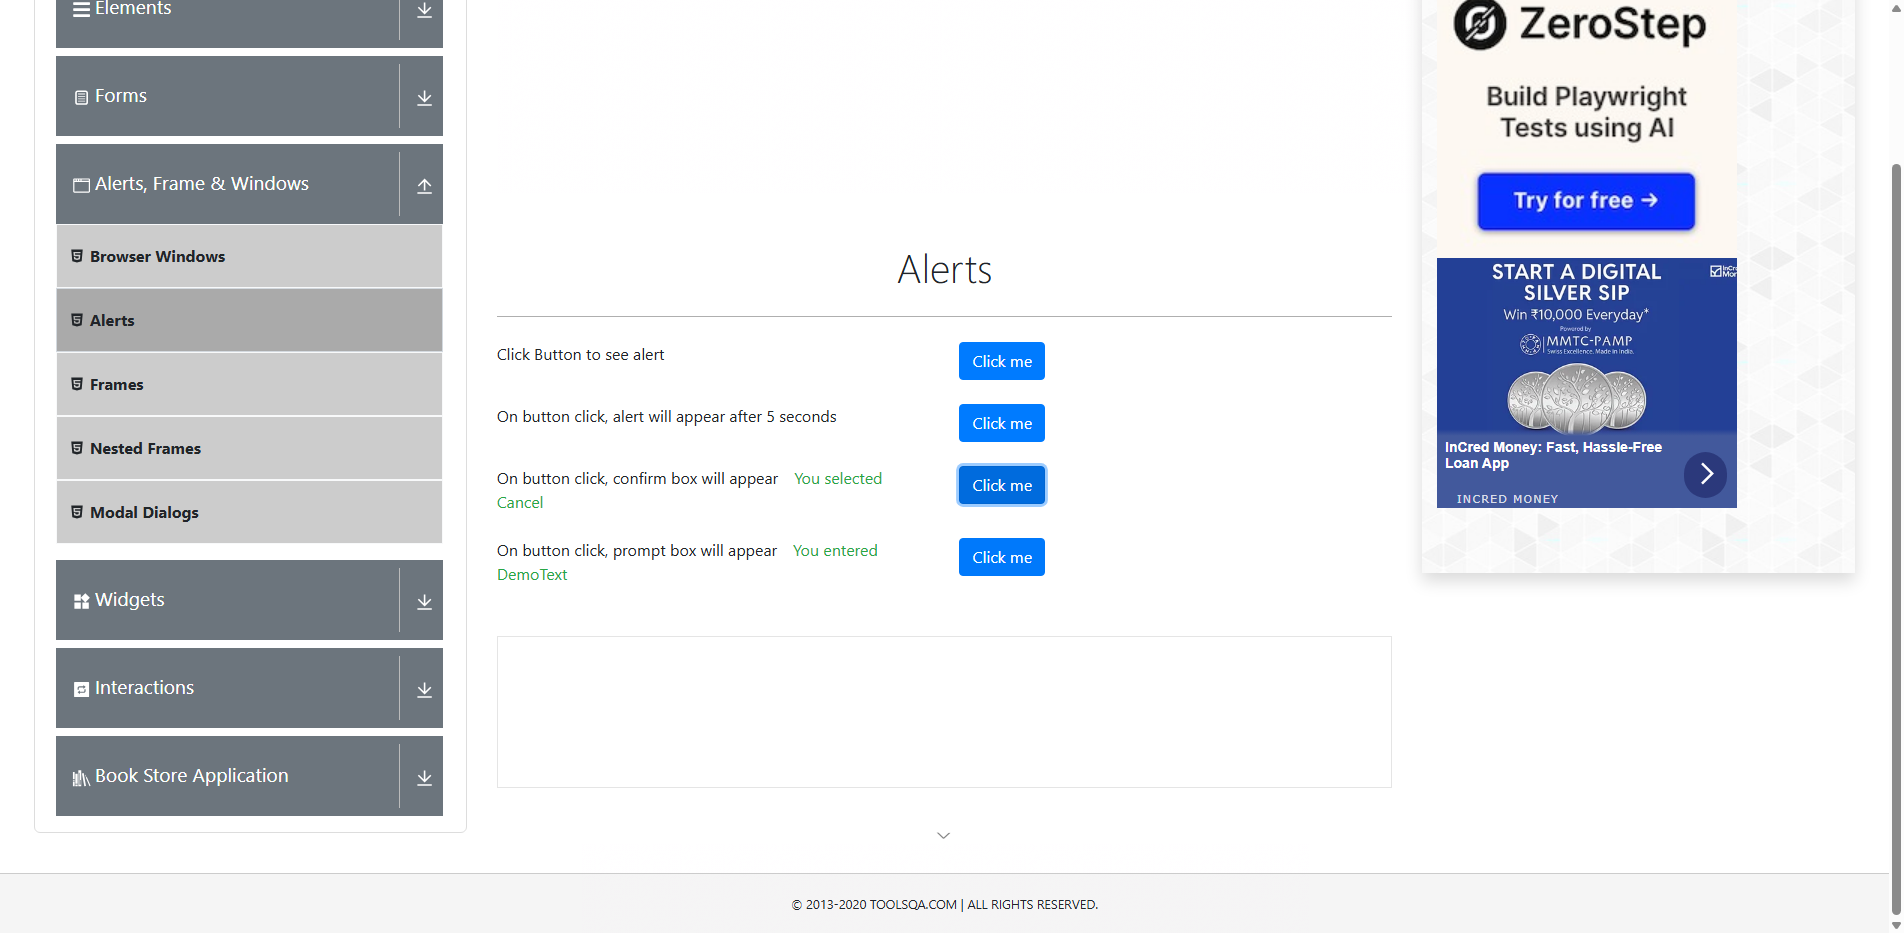 Elements
Forms
Alerts, Frame & Windows
Browser Windows
Alerts
Frames
Nested Frames
Modal Dialogs
Widgets
Interactions
Book Store Application
Alerts
Click Button to see alert
Click me
On button click, alert will appear after 5 seconds
Click me
On button click, confirm box will appear You selected
Cancel
Click me
On button click, prompt box will appear You entered
DemoText
Click me
ZeroStep
Build Playwright
Tests using AI
Try for free →
START A DIGITAL
SILVER SIP
Win ₹10,000 Everyday*
Powered by
MMTC-PAMP
Swiss Excellence. Made in India.
InCred Money: Fast, Hassle-Free
Loan App
INCRED MONEY
© 2013-2020 TOOLSQA.COM | ALL RIGHTS RESERVED.